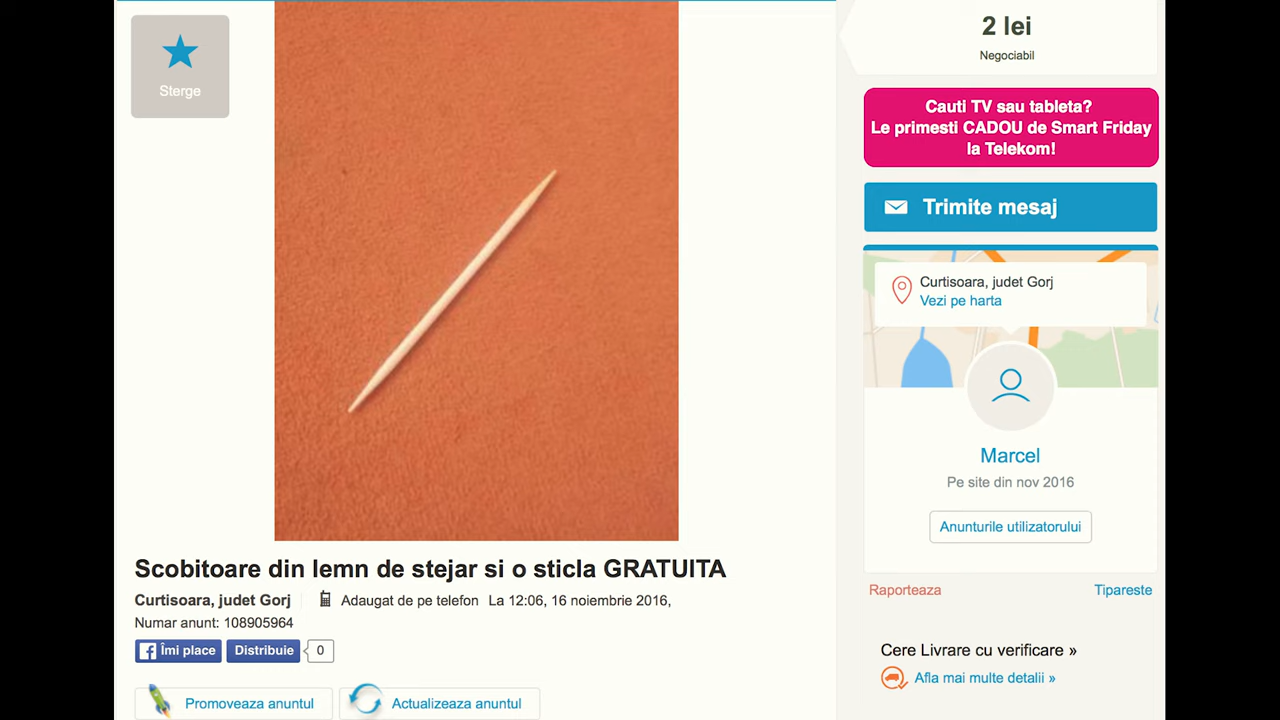 Sterge
2 lei
Negociabil
Cauti TV sau tableta?
Le primesti CADOU de Smart Friday
la Telekom!
Trimite mesaj
Curtisoara, judet Gorj
Vezi pe harta
Marcel
Pe site din nov 2016
Anunturile utilizatorului
Scobitoare din lemn de stejar si o sticla GRATUITA
Curtisoara, judet Gorj Adaugat de pe telefon La 12:06, 16 noiembrie 2016,
Numar anunt: 108905964
Îmi place Distribuie 0
Promoveaza anuntul Actualizeaza anuntul
Raporteaza Tipareste
Cere Livrare cu verificare »
Afla mai multe detalii »